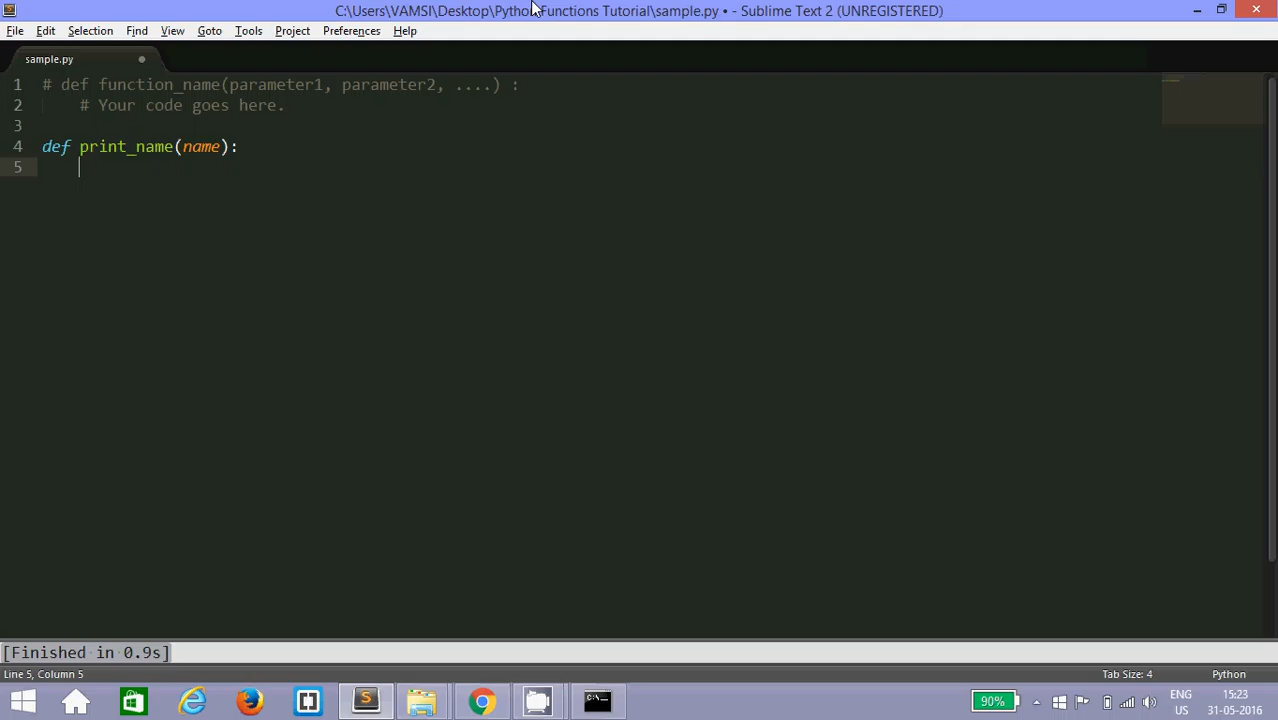 C:\Users\VAMSI\Desktop\Python Functions Tutorial\sample.py • - Sublime Text 2 (UNREGISTERED)
File Edit Selection Find View Goto Tools Project Preferences Help
sample.py
1 # def function_name(parameter1, parameter2, ....) :
2 # Your code goes here.
3
4 def print_name(name):
5
[Finished in 0.9s]
Line 5, Column 5 Tab Size: 4 Python
90% ENG 15:23
US 31-05-2016